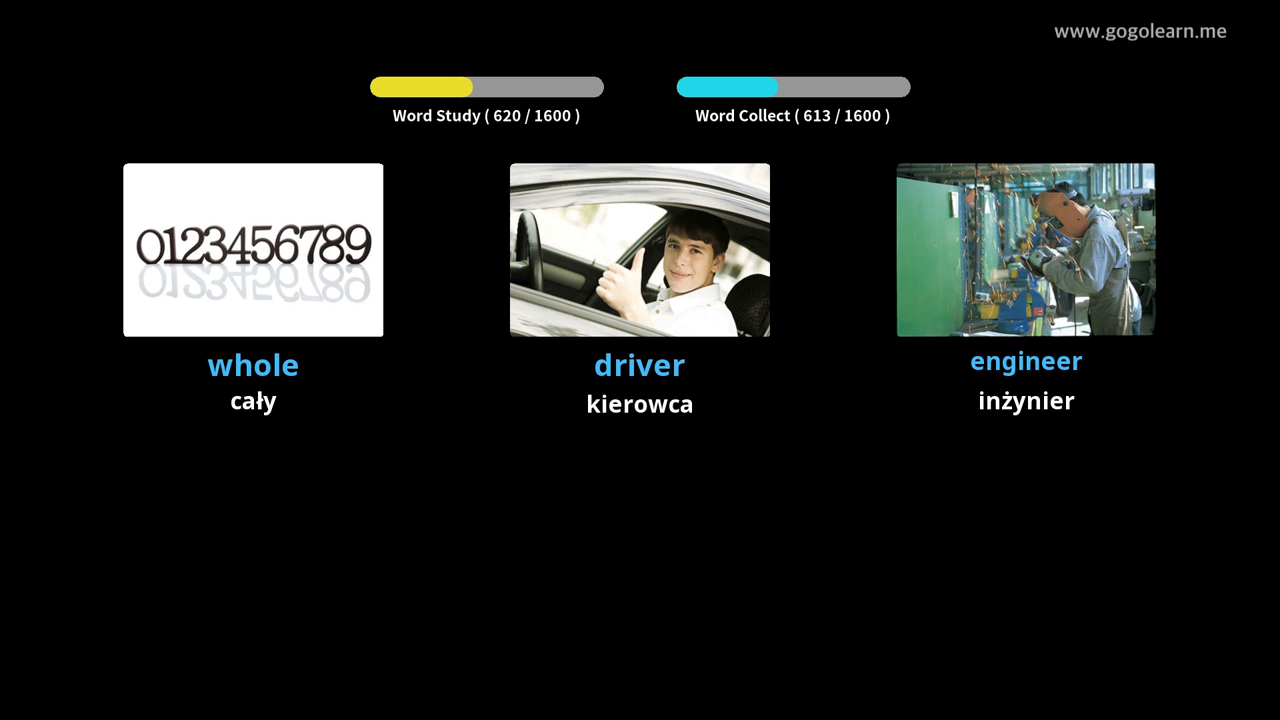 www.gogolearn.me
Word Study ( 620 / 1600 )
Word Collect ( 613 / 1600 )
0123456789
whole
driver
engineer
cały
kierowca
inżynier